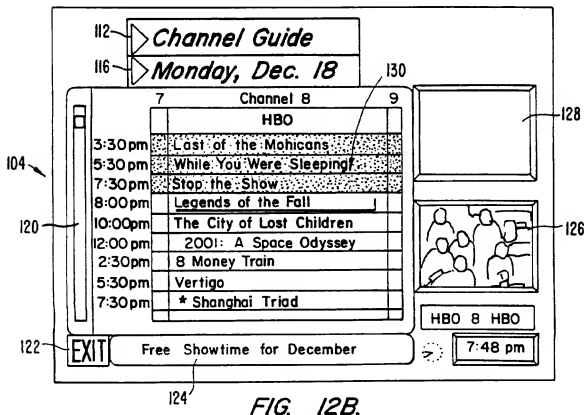 112
Channel Guide
116
Monday, Dec. 18
130
7 Channel 8 9
128
HBO
3:30pm Last of the Mohicans
5:30pm While You Were Sleeping
104
7:30pm Stop the Show
8:00pm Legends of the Fall
126
120
10:00pm The City of Lost Children
12:00 pm 2001: A Space Odyssey
2:30pm 8 Money Train
5:30pm Vertigo
7:30pm * Shanghai Triad
HBO 8 HBO
122
EXIT Free Showtime for December 7:48 pm
124
FIG. 12B.